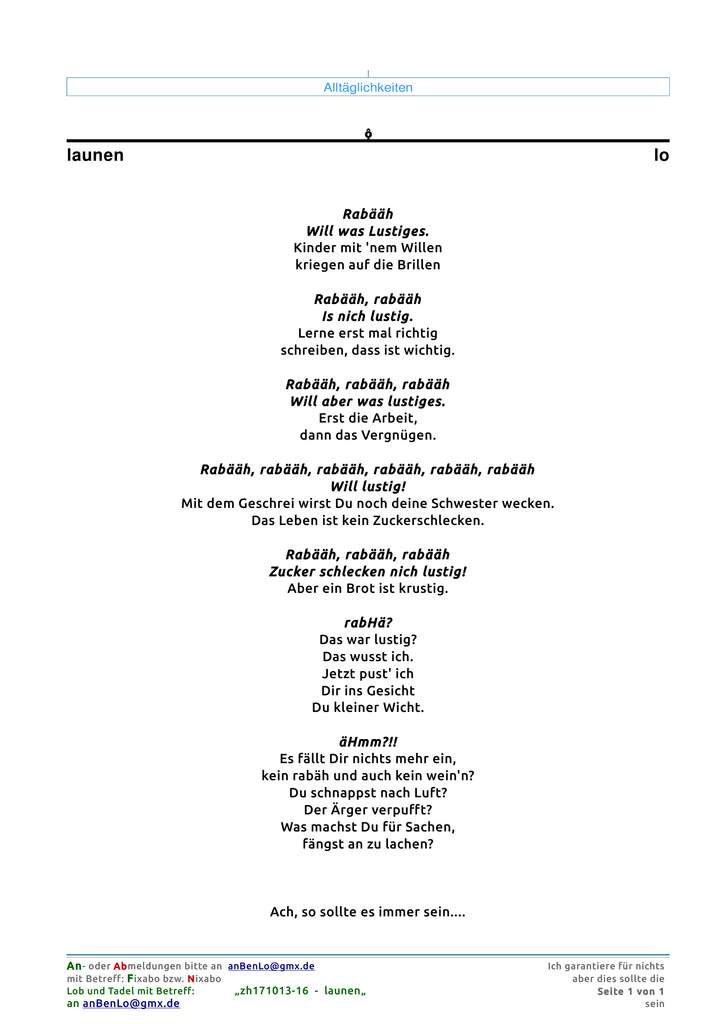 Alltäglichkeiten
ô
launen lo
Rabääh
Will was Lustiges.
Kinder mit 'nem Willen
kriegen auf die Brillen
Rabääh, rabääh
Is nich lustig.
Lerne erst mal richtig
schreiben, dass ist wichtig.
Rabääh, rabääh, rabääh
Will aber was lustiges.
Erst die Arbeit,
dann das Vergnügen.
Rabääh, rabääh, rabääh, rabääh, rabääh, rabääh
Will lustig!
Mit dem Geschrei wirst Du noch deine Schwester wecken.
Das Leben ist kein Zuckerschlecken.
Rabääh, rabääh, rabääh
Zucker schlecken nich lustig!
Aber ein Brot ist krustig.
rabHä?
Das war lustig?
Das wusst ich.
Jetzt pust' ich
Dir ins Gesicht
Du kleiner Wicht.
äHmm?!!
Es fällt Dir nichts mehr ein,
kein rabäh und auch kein wein'n?
Du schnappst nach Luft?
Der Ärger verpufft?
Was machst Du für Sachen,
fängst an zu lachen?
Ach, so sollte es immer sein....
An- oder Abmeldungen bitte an anBenLo@gmx.de Ich garantiere für nichts
mit Betreff: Fixabo bzw. Nixabo aber dies sollte die
Lob und Tadel mit Betreff: „zh171013-16 - launen„ Seite 1 von 1
an anBenLo@gmx.de sein